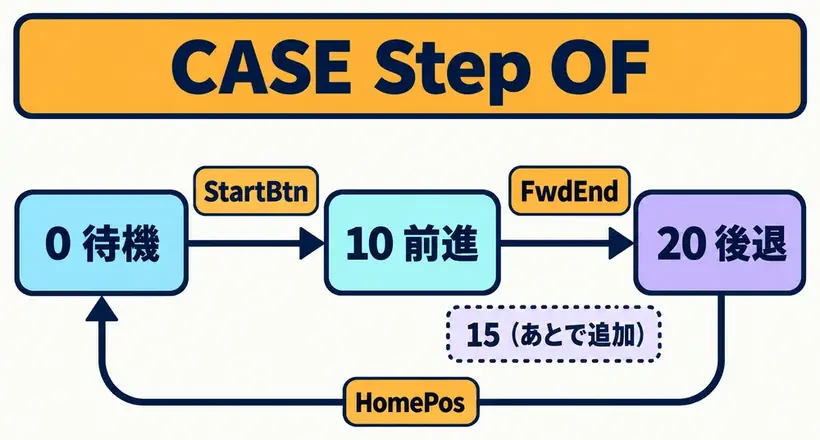 CASE Step OF
StartBtn
FwdEnd
0 待機
10 前進
20 後退
15（あとで追加）
HomePos